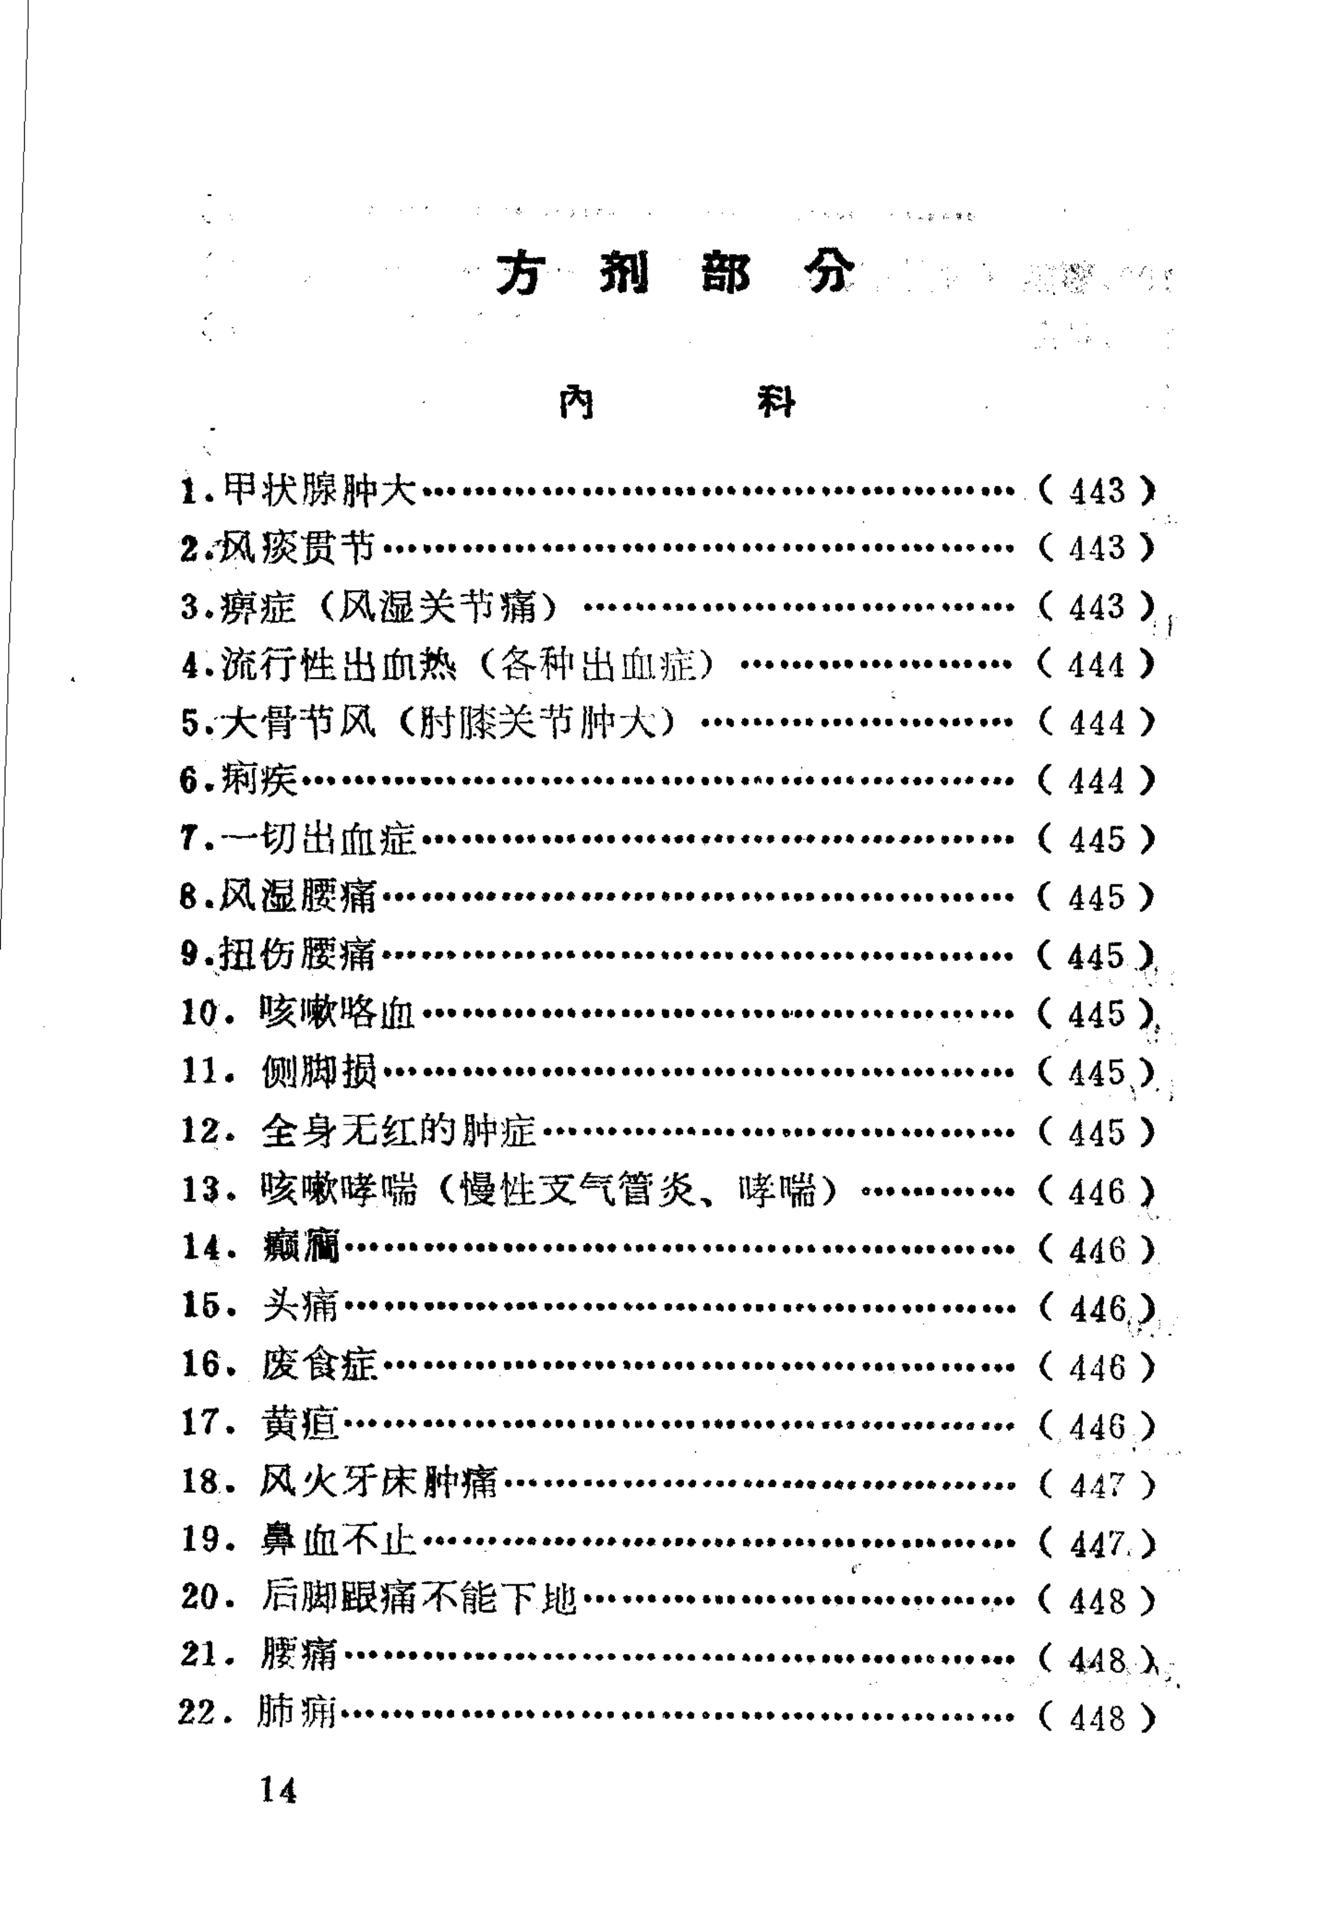 方剂部分
内科
1.甲状腺肿大……………………………………(443)
2.风痰贯节……………………………………(443)
3.痹症(风湿关节痛)……………………………(443)
4.流行性出血热(各种出血症)…………………(444)
5.大骨节风(肘膝关节肿大)……………………(444)
6.痢疾……………………………………………(444)
7.一切出血症……………………………………(445)
8.风湿腰痛………………………………………(445)
9.扭伤腰痛………………………………………(445)
10. 咳嗽咯血……………………………………(445)
11. 侧脚损………………………………………(445)
12. 全身无红的肿症……………………………(445)
13. 咳嗽哮喘(慢性支气管炎、哮喘)…………(446)
14. 癫痫…………………………………………(446)
15. 头痛…………………………………………(446)
16. 废食症………………………………………(446)
17. 黄疸…………………………………………(446)
18. 风火牙床肿痛………………………………(447)
19. 鼻血不止……………………………………(447)
20. 后脚跟痛不能下地…………………………(448)
21. 腰痛…………………………………………(448)
22. 肺痈…………………………………………(448)
14